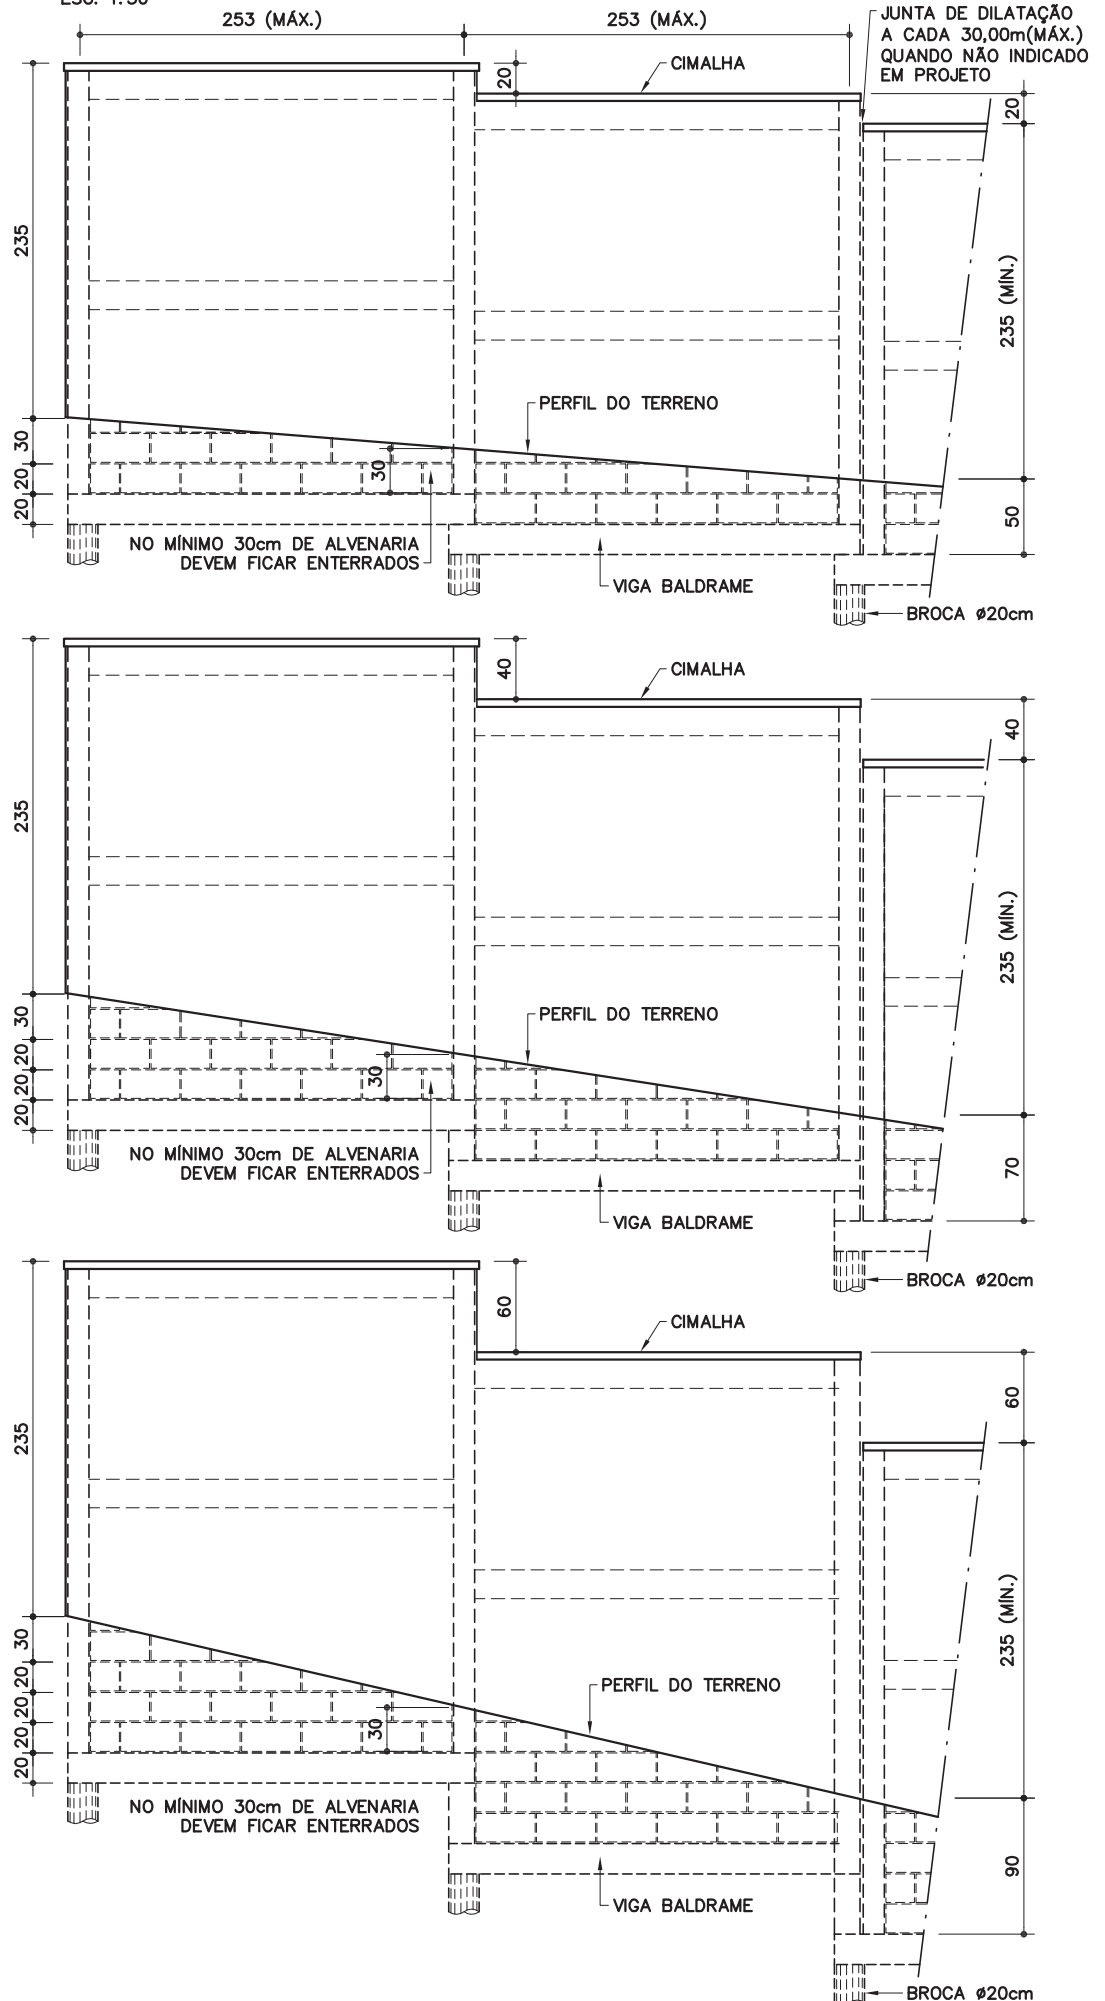 ESC. 1:50
253 (MÁX.)
253 (MÁX.)
JUNTA DE DILATAÇÃO
A CADA 30,00m(MÁX.)
QUANDO NÃO INDICADO
EM PROJETO
20
CIMALHA
20
235
235 (MÍN.)
PERFIL DO TERRENO
30
30
20
20
50
NO MÍNIMO 30cm DE ALVENARIA
DEVEM FICAR ENTERRADOS
VIGA BALDRAME
BROCA ø20cm
40
CIMALHA
40
235
235 (MÍN.)
PERFIL DO TERRENO
30
20
30
20
20
NO MÍNIMO 30cm DE ALVENARIA
DEVEM FICAR ENTERRADOS
70
VIGA BALDRAME
BROCA ø20cm
60
CIMALHA
60
235
235 (MÍN.)
30
PERFIL DO TERRENO
20
20
30
20
20
NO MÍNIMO 30cm DE ALVENARIA
DEVEM FICAR ENTERRADOS
90
VIGA BALDRAME
BROCA ø20cm